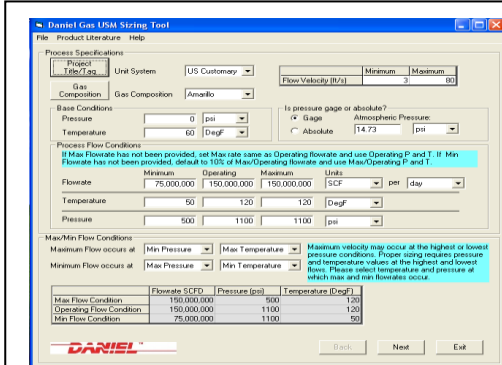 Daniel Gas USM Sizing Tool
File Product Literature Help
Process Specifications
Project Title/Tag
Unit System US Customary
Minimum Maximum
Flow Velocity (ft/s) 3 80
Gas Composition
Gas Composition Amarillo
Base Conditions
Pressure 0 psi
Temperature 60 DegF
Is pressure gage or absolute?
Gage Atmospheric Pressure:
Absolute 14.73 psi
Process Flow Conditions
If Max Flowrate has not been provided, set Max rate same as Operating flowrate and use Operating P and T. If Min
Flowrate has not been provided, default to 10% of Max/Operating flowrate and use Max/Operating P and T.
Minimum Operating Maximum Units
Flowrate 75,000,000 150,000,000 150,000,000 SCF per day
Temperature 50 120 120 DegF
Pressure 500 1100 1100 psi
Max/Min Flow Conditions
Maximum Flow occurs at Min Pressure Max Temperature
Minimum Flow occurs at Max Pressure Min Temperature
Maximum velocity may occur at the highest or lowest
pressure conditions. Proper sizing requires pressure
and temperature values at the highest and lowest
flows. Please select temperature and pressure at
which max and min flowrates occur.
Flowrate SCFD Pressure (psi) Temperature (DegF)
Max Flow Condition 150,000,000 500 120
Operating Flow Condition 150,000,000 1100 120
Min Flow Condition 75,000,000 1100 50
DANIEL
Back Next Exit